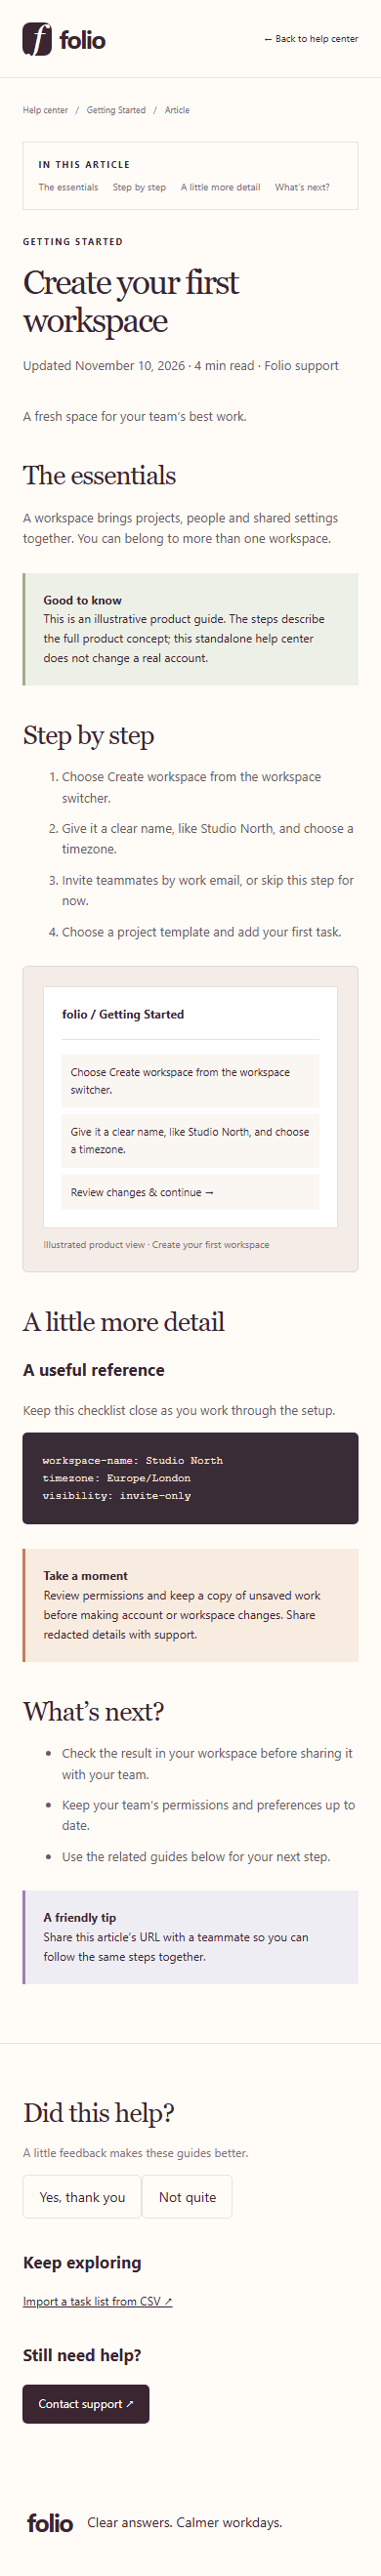 f folio
← Back to help center
Help center / Getting Started / Article
IN THIS ARTICLE
The essentials Step by step A little more detail What's next?
GETTING STARTED
Create your first
workspace
Updated November 10, 2026 · 4 min read · Folio support
A fresh space for your team's best work.
The essentials
A workspace brings projects, people and shared settings
together. You can belong to more than one workspace.
Good to know
This is an illustrative product guide. The steps describe
the full product concept; this standalone help center
does not change a real account.
Step by step
1. Choose Create workspace from the workspace
switcher.
2. Give it a clear name, like Studio North, and choose a
timezone.
3. Invite teammates by work email, or skip this step for
now.
4. Choose a project template and add your first task.
folio / Getting Started
Choose Create workspace from the workspace
switcher.
Give it a clear name, like Studio North, and choose
a timezone.
Review changes & continue →
Illustrated product view · Create your first workspace
A little more detail
A useful reference
Keep this checklist close as you work through the setup.
workspace-name: Studio North
timezone: Europe/London
visibility: invite-only
Take a moment
Review permissions and keep a copy of unsaved work
before making account or workspace changes. Share
redacted details with support.
What's next?
• Check the result in your workspace before sharing it
with your team.
• Keep your team's permissions and preferences up to
date.
• Use the related guides below for your next step.
A friendly tip
Share this article's URL with a teammate so you can
follow the same steps together.
Did this help?
A little feedback makes these guides better.
Yes, thank you Not quite
Keep exploring
Import a task list from CSV ↗
Still need help?
Contact support ↗
folio Clear answers. Calmer workdays.